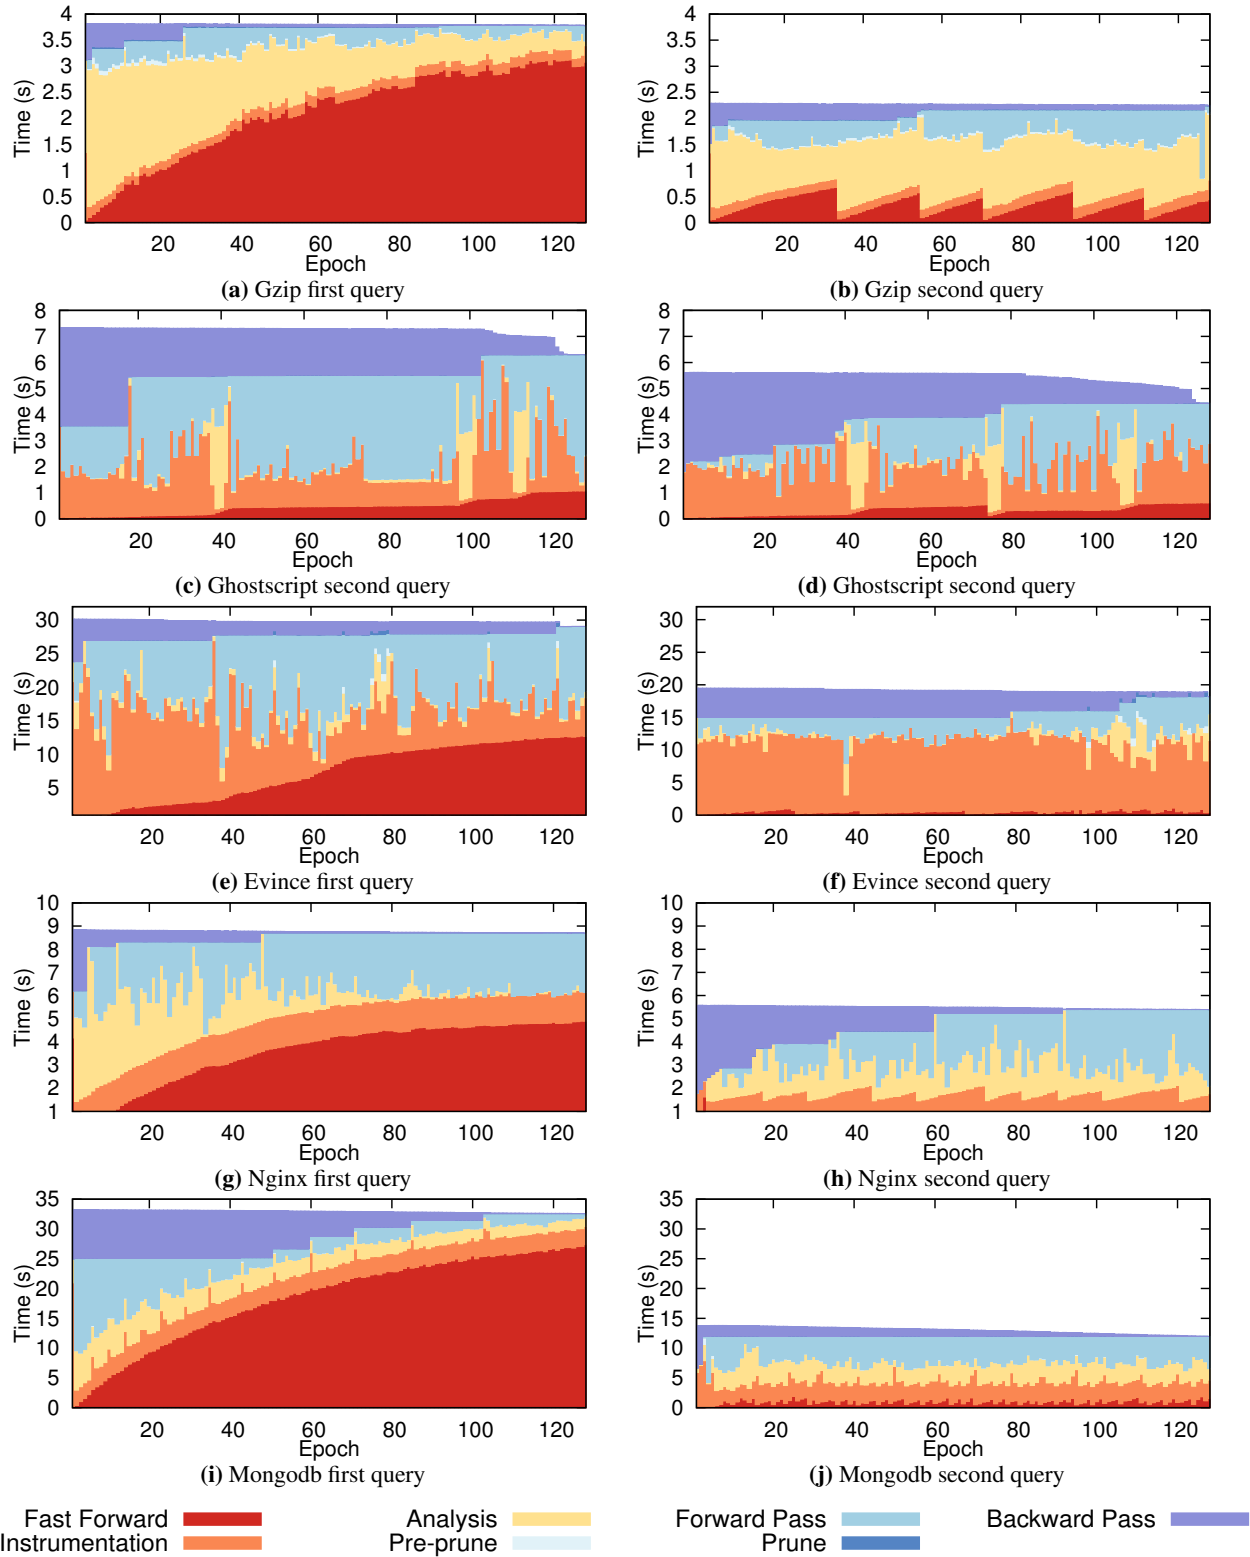 4
3.5
3
2.5
2
1.5
1
0.5
0
Time (s)
20 40 60 80 100 120
Epoch
(a) Gzip first query
4
3.5
3
2.5
2
1.5
1
0.5
0
Time (s)
20 40 60 80 100 120
Epoch
(b) Gzip second query
8
7
6
5
4
3
2
1
0
Time (s)
20 40 60 80 100 120
Epoch
(c) Ghostscript second query
8
7
6
5
4
3
2
1
0
Time (s)
20 40 60 80 100 120
Epoch
(d) Ghostscript second query
30
25
20
15
10
5
Time (s)
20 40 60 80 100 120
Epoch
(e) Evince first query
30
25
20
15
10
5
0
Time (s)
20 40 60 80 100 120
Epoch
(f) Evince second query
10
9
8
7
6
5
4
3
2
1
Time (s)
20 40 60 80 100 120
Epoch
(g) Nginx first query
10
9
8
7
6
5
4
3
2
1
Time (s)
20 40 60 80 100 120
Epoch
(h) Nginx second query
35
30
25
20
15
10
5
0
Time (s)
20 40 60 80 100 120
Epoch
(i) Mongodb first query
35
30
25
20
15
10
5
0
Time (s)
20 40 60 80 100 120
Epoch
(j) Mongodb second query
Fast Forward Analysis Forward Pass Backward Pass
Instrumentation Pre-prune Prune